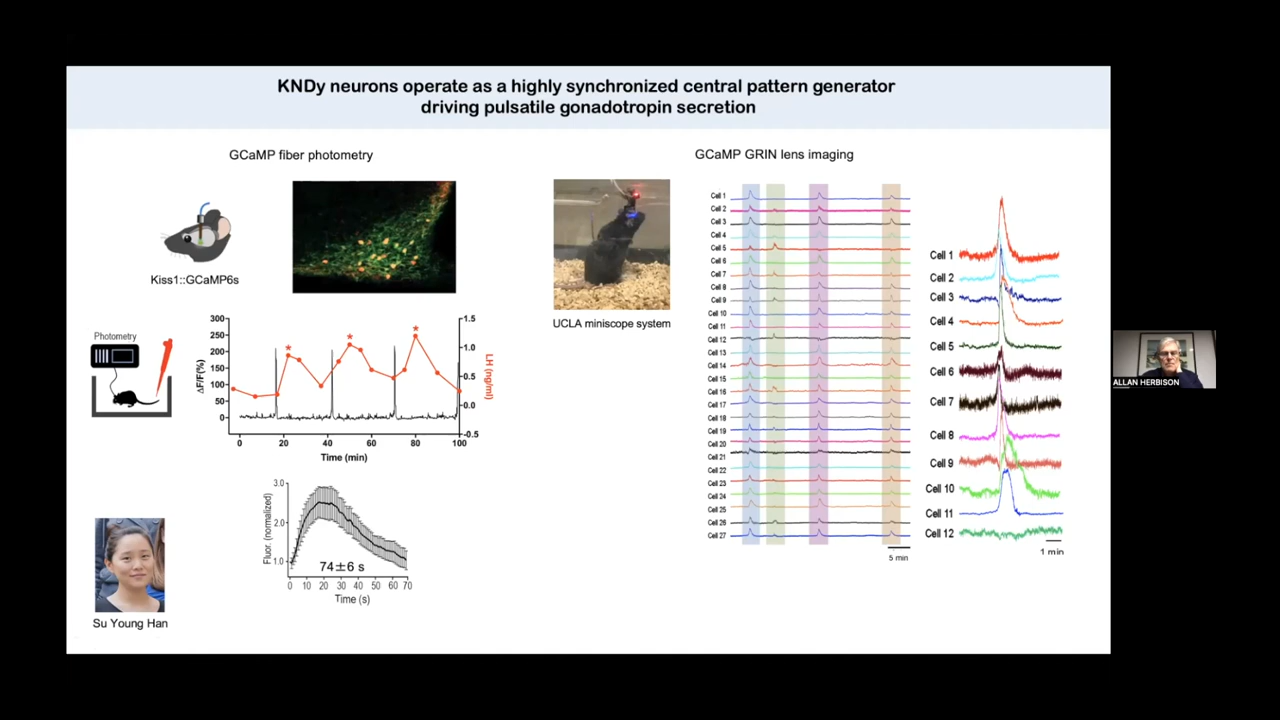 KNDy neurons operate as a highly synchronized central pattern generator
driving pulsatile gonadotropin secretion
GCaMP fiber photometry
Kiss1::GCaMP6s
Photometry
300
250
200
150
100
50
0
ΔF/F(%)
1.5
1.0
0.5
0.0
-0.5
LH (ng/ml)
*
*
*
0 20 40 60 80 100
Time (min)
3.0
2.0
1.0
Fluor. (normalized)
74±6 s
0 10 20 30 40 50 60 70
Time (s)
Su Young Han
GCaMP GRIN lens imaging
UCLA miniscope system
Cell 1
Cell 2
Cell 3
Cell 4
Cell 5
Cell 6
Cell 7
Cell 8
Cell 9
Cell 10
Cell 11
Cell 12
Cell 13
Cell 14
Cell 15
Cell 16
Cell 17
Cell 18
Cell 19
Cell 20
Cell 21
Cell 22
Cell 23
Cell 24
Cell 25
Cell 26
Cell 27
5 min
Cell 1
Cell 2
Cell 3
Cell 4
Cell 5
Cell 6
Cell 7
Cell 8
Cell 9
Cell 10
Cell 11
Cell 12
1 min
ALLAN HERBISON